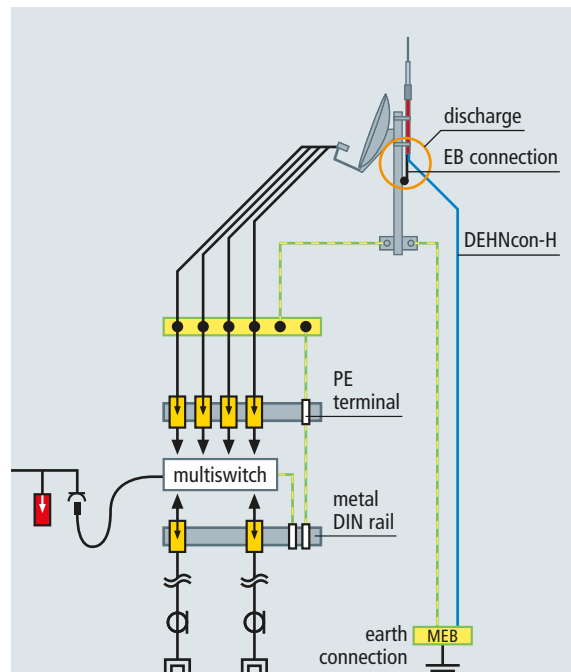 discharge
EB connection
DEHNcon-H
PE
terminal
multiswitch
metal
DIN rail
earth
connection
MEB